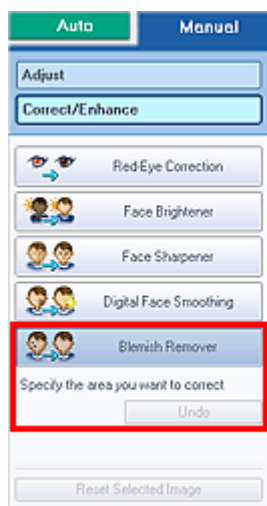 Auto
Manual
Adjust
Correct/Enhance
Red-Eye Correction
Face Brightener
Face Sharpener
Digital Face Smoothing
Blemish Remover
Specify the area you want to correct
Undo
Reset Selected Image